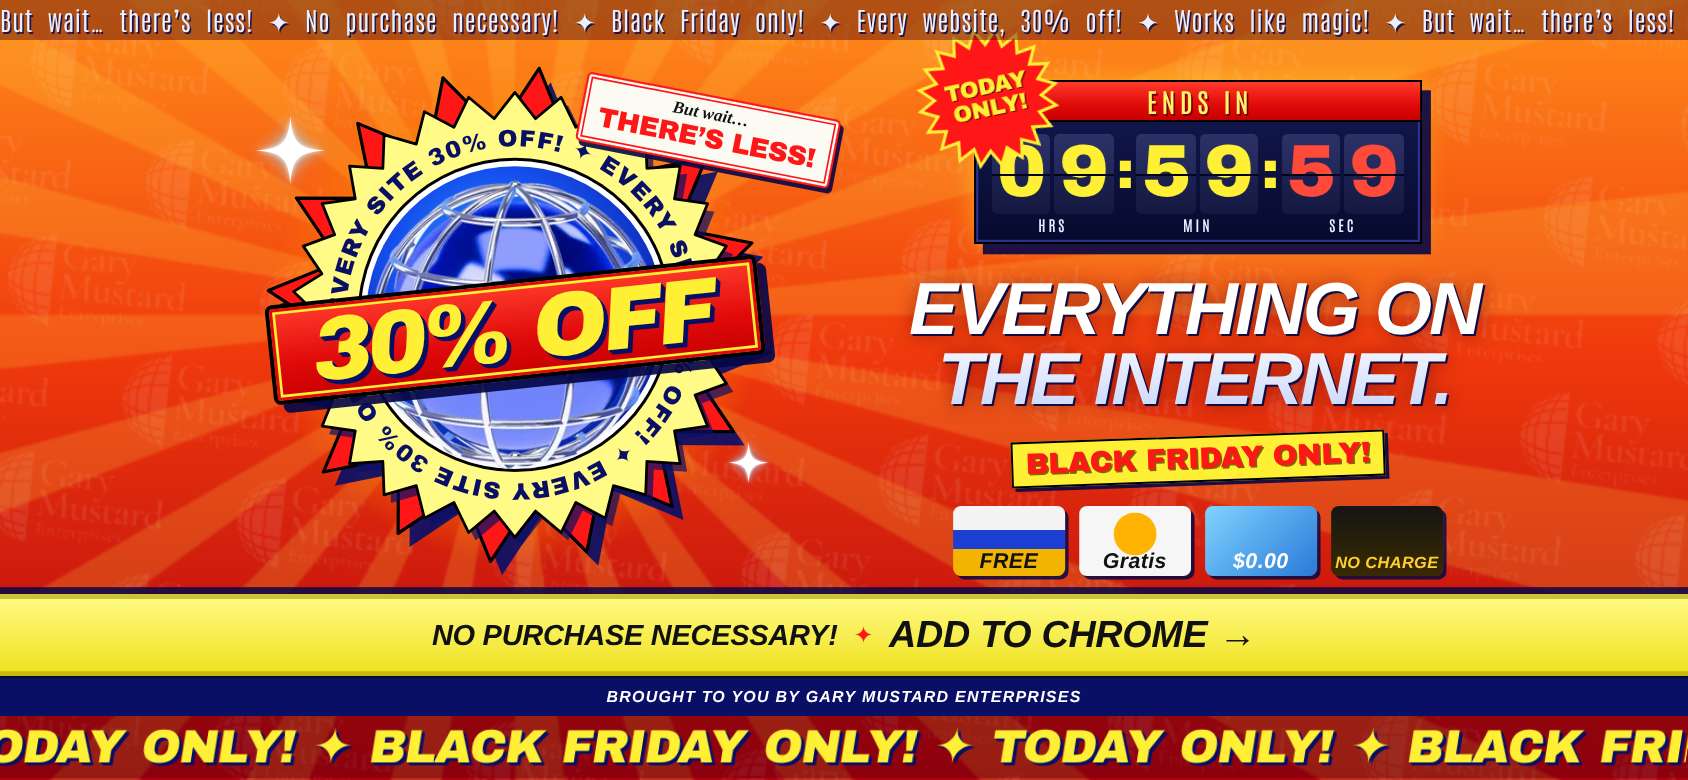 But wait… there’s less! ✦ No purchase necessary! ✦ Black Friday only! ✦ Every website, 30% off! ✦ Works like magic! ✦ But wait… there’s less!
TODAY ONLY!
ENDS IN
09:59:59
HRS MIN SEC
But wait…
THERE’S LESS!
EVERY SITE 30% OFF! ✦ EVERY SITE 30% OFF! ✦
30% OFF
EVERYTHING ON
THE INTERNET.
BLACK FRIDAY ONLY!
FREE Gratis $0.00 NO CHARGE
NO PURCHASE NECESSARY! ✦ ADD TO CHROME →
BROUGHT TO YOU BY GARY MUSTARD ENTERPRISES
ODAY ONLY! ✦ BLACK FRIDAY ONLY! ✦ TODAY ONLY! ✦ BLACK FRI
Gary
Mustard
Enterprises